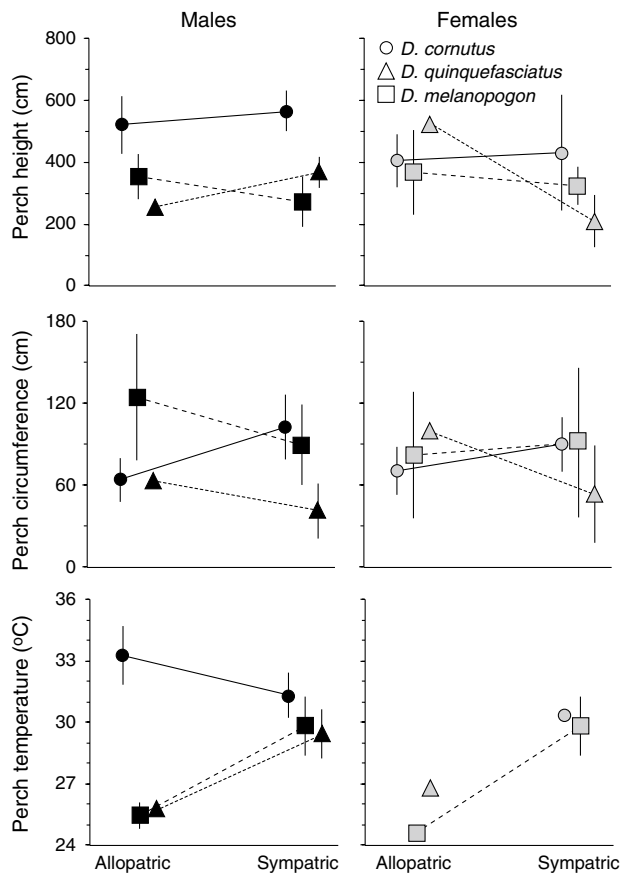 Males
Females
Perch height (cm)
800
600
400
200
0
D. cornutus
D. quinquefasciatus
D. melanopogon
Perch circumference (cm)
180
120
60
0
Perch temperature (ºC)
36
33
30
27
24
Allopatric
Sympatric
Allopatric
Sympatric